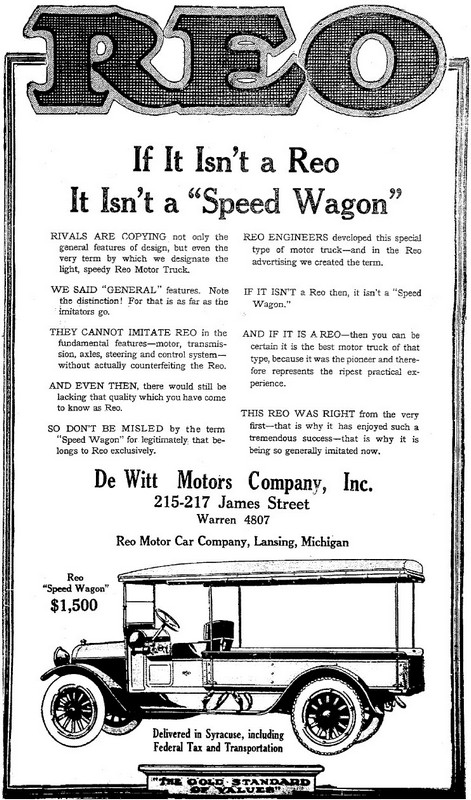 REO
If It Isn't a Reo
It Isn't a "Speed Wagon"
RIVALS ARE COPYING not only the
general features of design, but even the
very term by which we designate the
light, speedy Reo Motor Truck.
WE SAID "GENERAL" features. Note
the distinction! For that is as far as the
imitators go.
THEY CANNOT IMITATE REO in the
fundamental features—motor, transmis-
sion, axles, steering and control system—
without actually counterfeiting the Reo.
AND EVEN THEN, there would still be
lacking that quality which you have come
to know as Reo.
SO DON'T BE MISLED by the term
"Speed Wagon" for legitimately that be-
longs to Reo exclusively.
REO ENGINEERS developed this special
type of motor truck—and in the Reo
advertising we created the term.
IF IT ISN'T a Reo then, it isn't a "Speed
Wagon."
AND IF IT IS A REO—then you can be
certain it is the best motor truck of that
type, because it was the pioneer and there-
fore represents the ripest practical ex-
perience.
THIS REO WAS RIGHT from the very
first—that is why it has enjoyed such a
tremendous success—that is why it is
being so generally imitated now.
De Witt Motors Company, Inc.
215-217 James Street
Warren 4807
Reo Motor Car Company, Lansing, Michigan
Reo
"Speed Wagon"
$1,500
Delivered in Syracuse, including
Federal Tax and Transportation
"THE GOLD STANDARD
OF VALUES"